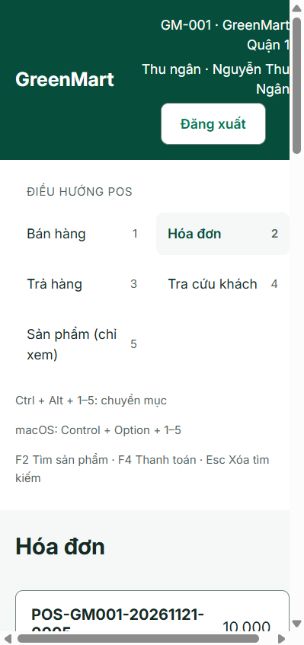 GM-001 · GreenMart
Quận 1
GreenMart
Thu ngân · Nguyễn Thu
Ngân
Đăng xuất
ĐIỀU HƯỚNG POS
Bán hàng 1
Hóa đơn 2
Trả hàng 3
Tra cứu khách 4
Sản phẩm (chỉ
xem) 5
Ctrl + Alt + 1–5: chuyển mục
macOS: Control + Option + 1–5
F2 Tìm sản phẩm · F4 Thanh toán · Esc Xóa tìm
kiếm
Hóa đơn
POS-GM001-20261121-
10.000